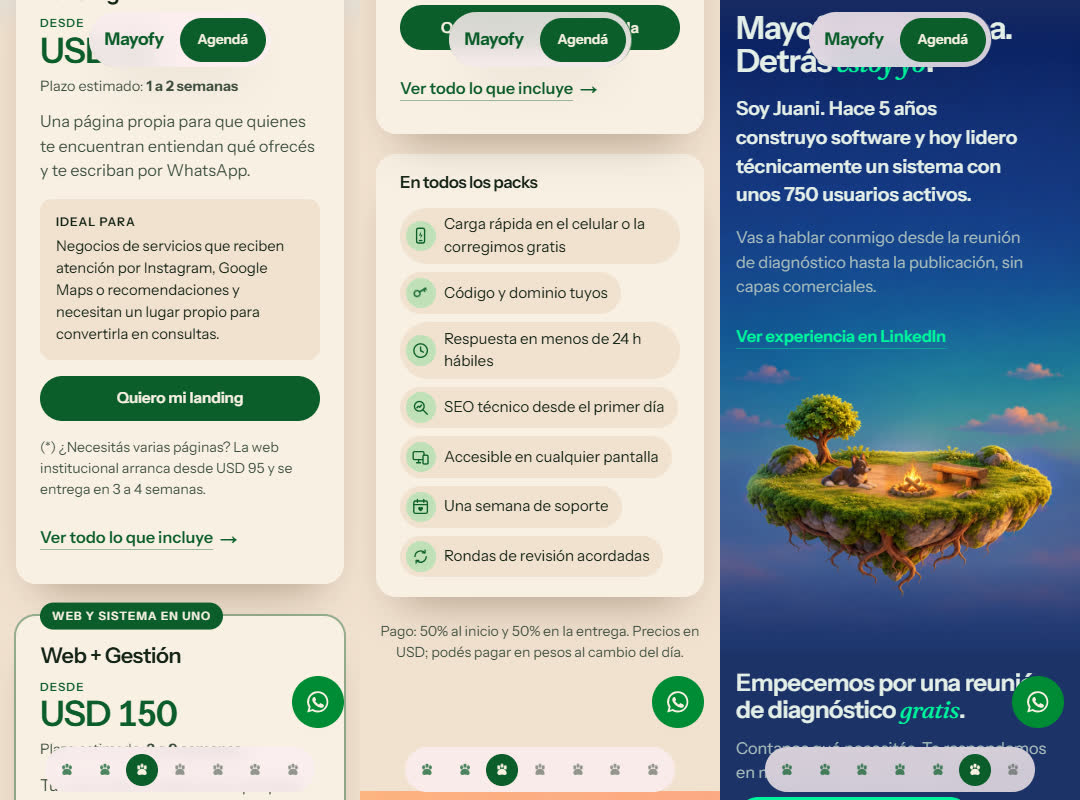 DESDE
Mayofy
Agendá
Plazo estimado: 1 a 2 semanas
Una página propia para que quienes
te encuentran entiendan qué ofrecés
y te escriban por WhatsApp.
IDEAL PARA
Negocios de servicios que reciben
atención por Instagram, Google
Maps o recomendaciones y
necesitan un lugar propio para
convertirla en consultas.
Quiero mi landing
(*) ¿Necesitás varias páginas? La web
institucional arranca desde USD 95 y se
entrega en 3 a 4 semanas.
Ver todo lo que incluye →
WEB Y SISTEMA EN UNO
Web + Gestión
DESDE
USD 150
Mayofy
Agendá
Ver todo lo que incluye →
En todos los packs
Carga rápida en el celular o la
corregimos gratis
Código y dominio tuyos
Respuesta en menos de 24 h
hábiles
SEO técnico desde el primer día
Accesible en cualquier pantalla
Una semana de soporte
Rondas de revisión acordadas
Pago: 50% al inicio y 50% en la entrega. Precios en
USD; podés pagar en pesos al cambio del día.
Mayofy
Agendá
Detrás estoy yo.
Soy Juani. Hace 5 años
construyo software y hoy lidero
técnicamente un sistema con
unos 750 usuarios activos.
Vas a hablar conmigo desde la reunión
de diagnóstico hasta la publicación, sin
capas comerciales.
Ver experiencia en LinkedIn
Empecemos por una reunión
de diagnóstico gratis.